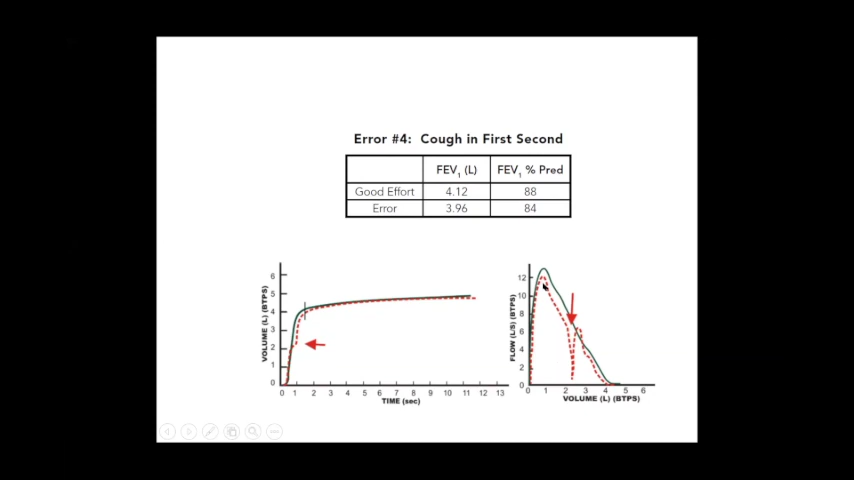 Error #4: Cough in First Second
FEV1 (L) FEV1 % Pred
Good Effort 4.12 88
Error 3.96 84
6
5
4
3
2
1
0
VOLUME (L) (BTPS)
0 1 2 3 4 5 6 7 8 9 10 11 12 13
TIME (sec)
12
10
8
6
4
2
0
FLOW (L/S) (BTPS)
0 1 2 3 4 5 6
VOLUME (L) (BTPS)